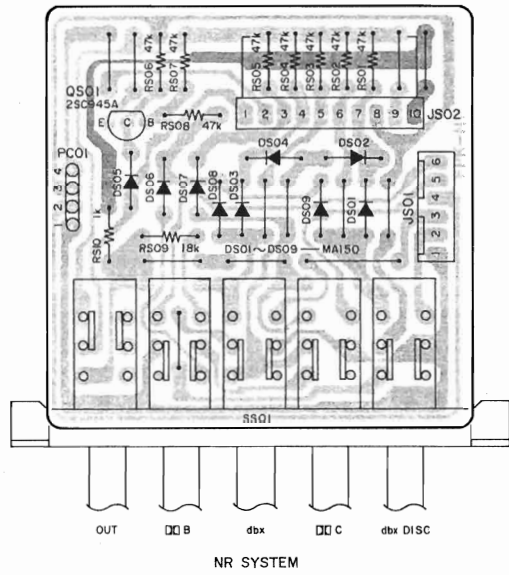 47k 47k 47k 47k 47k 47k 47k
RS06 RS07 RS05 RS04 RS03 RS02 RS01
QS01
2SC945A
E C B
RS08 47k
1 2 3 4 5 6 7 8 9 10 JS02
DS04 DS02
PC01
4
3
2
1
DS05 DS06 DS07 DS08 DS03 DS09 DS01
6
5
4
3
2
1
JS01
1k
RS10
RS09 18k
DS01~DS09 — MA150
SS01
OUT B dbx C dbx DISC
NR SYSTEM